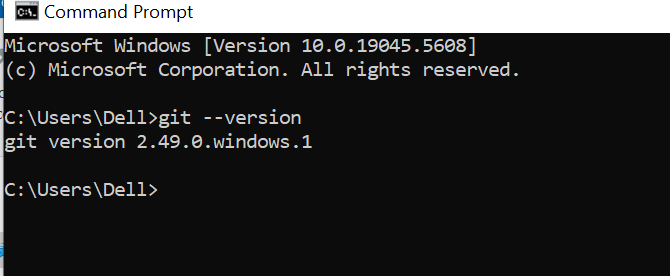 Command Prompt
Microsoft Windows [Version 10.0.19045.5608]
(c) Microsoft Corporation. All rights reserved.
C:\Users\Dell>git --version
git version 2.49.0.windows.1
C:\Users\Dell>